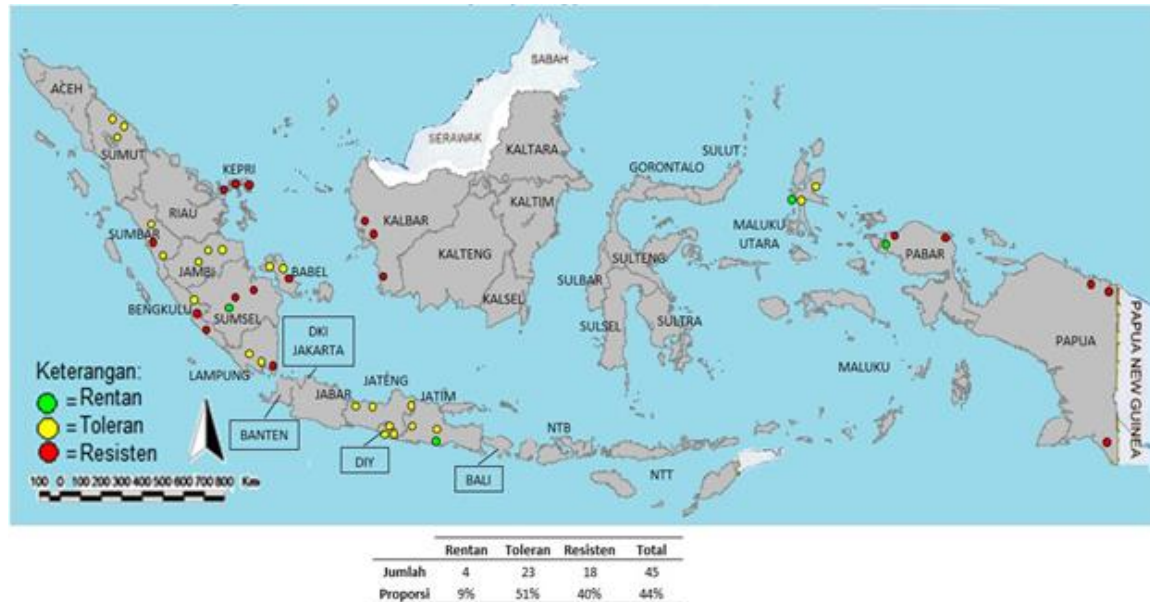 SABAH
ACEH
SERAWAK
KALTARA
SUMUT
SULUT
KEPRI
GORONTALO
RIAU
KALBAR
KALTIM
MALUKU
UTARA
SUMBAR
KALTENG
SULTENG
PABAR
JAMBI
BABEL
SULBAR
BENGKULU
SUMSEL
KALSEL
SULSEL
SULTRA
PAPUA
PAPUA NEW GUINEA
DKI
JAKARTA
MALUKU
LAMPUNG
JATENG
JABAR
JATIM
Keterangan:
= Rentan
= Toleran
= Resisten
BANTEN
DIY
BALI
NTB
NTT
100 0 100 200 300 400 500 600 700 800 Km
Rentan Toleran Resisten Total
Jumlah 4 23 18 45
Proporsi 9% 51% 40% 44%